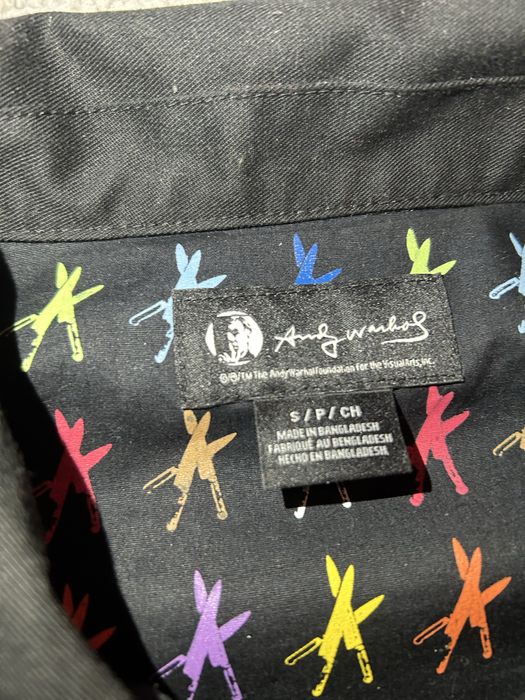 Andy Warhol
©/®/TM The Andy Warhol Foundation for the Visual Arts, Inc.
S / P / CH
MADE IN BANGLADESH
FABRIQUÉ AU BENGLADESH
HECHO EN BANGLADESH